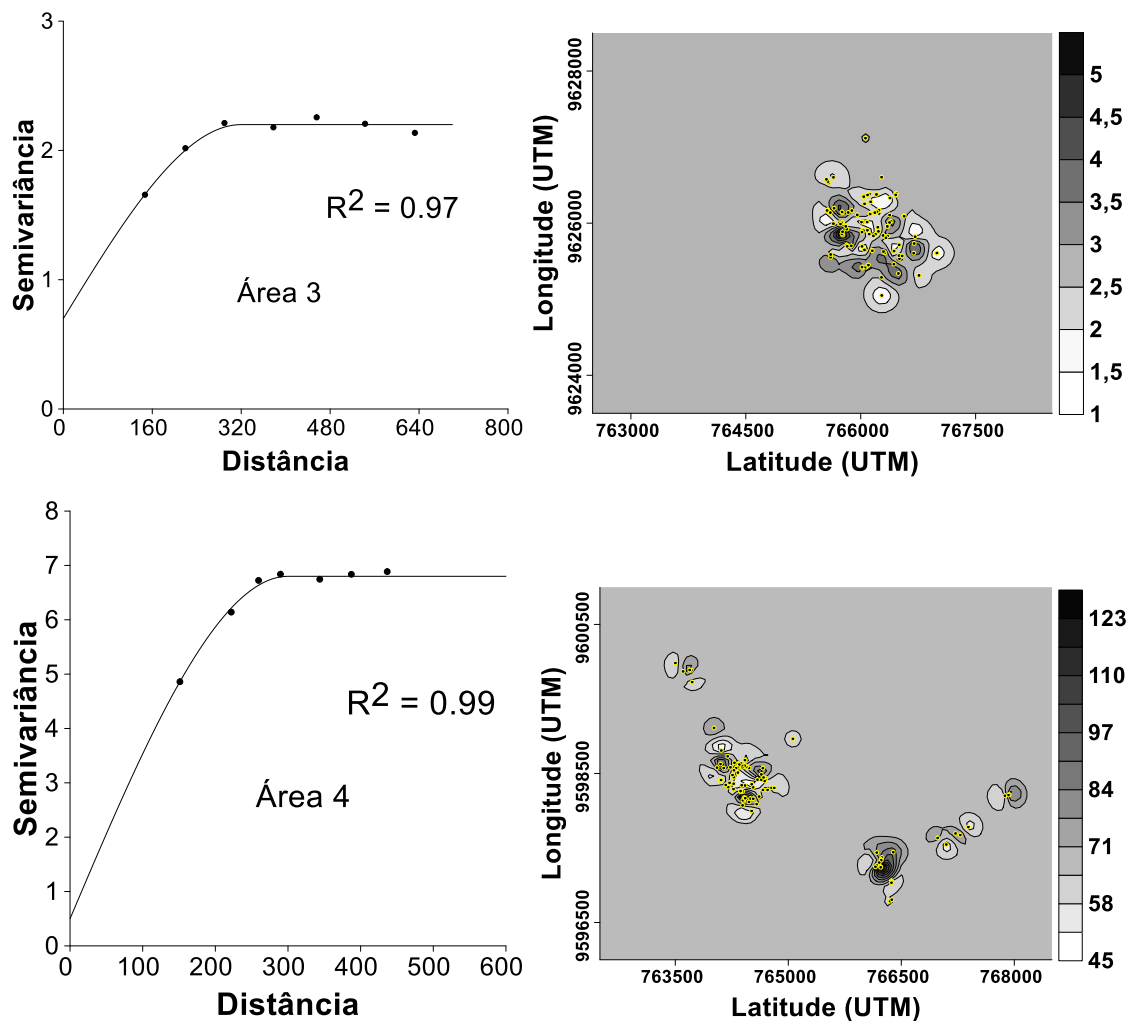 3
2
1
0
Semivariância
R2 = 0.97
Área 3
0 160 320 480 640 800
Distância
9628000
9626000
9624000
Longitude (UTM)
763000 764500 766000 767500
Latitude (UTM)
5
4,5
4
3,5
3
2,5
2
1,5
1
8
7
6
5
4
3
2
1
0
Semivariância
R2 = 0.99
Área 4
0 100 200 300 400 500 600
Distância
9600500
9598500
9596500
Longitude (UTM)
763500 765000 766500 768000
Latitude (UTM)
123
110
97
84
71
58
45